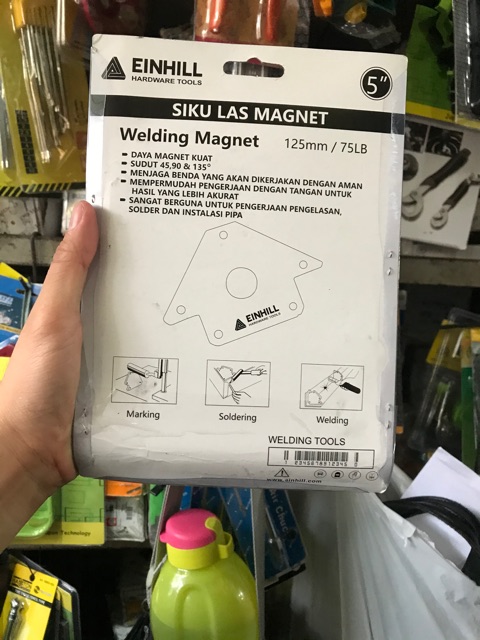 EINHILL
HARDWARE TOOLS
5"
SIKU LAS MAGNET
Welding Magnet 125mm / 75LB
- DAYA MAGNET KUAT
- SUDUT 45,90 & 135°
- MENJAGA BENDA YANG AKAN DIKERJAKAN DENGAN AMAN
- MEMPERMUDAH PENGERJAAN DENGAN TANGAN UNTUK
HASIL YANG LEBIH AKURAT
- SANGAT BERGUNA UNTUK PENGERJAAN PENGELASAN,
SOLDER DAN INSTALASI PIPA
EINHILL
HARDWARE TOOLS
Marking Soldering Welding
WELDING TOOLS
www.einhill.com
Technology